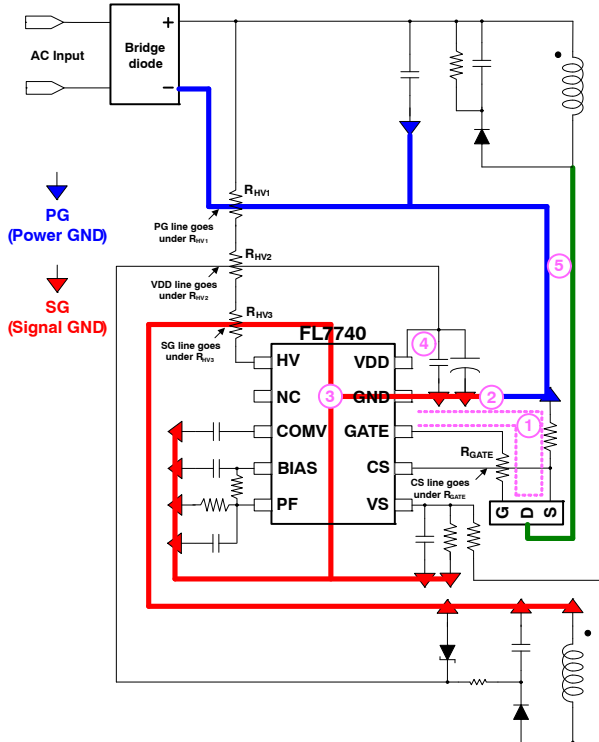 +
AC Input
Bridge
diode
−
PG
(Power GND)
SG
(Signal GND)
RHV1
PG line goes
under RHV1
RHV2
VDD line goes
under RHV2
RHV3
SG line goes
under RHV3
FL7740
HV
VDD
NC
GND
COMV
GATE
BIAS
CS
PF
VS
1
2
3
4
5
RGATE
CS line goes
under RGATE
G
D
S